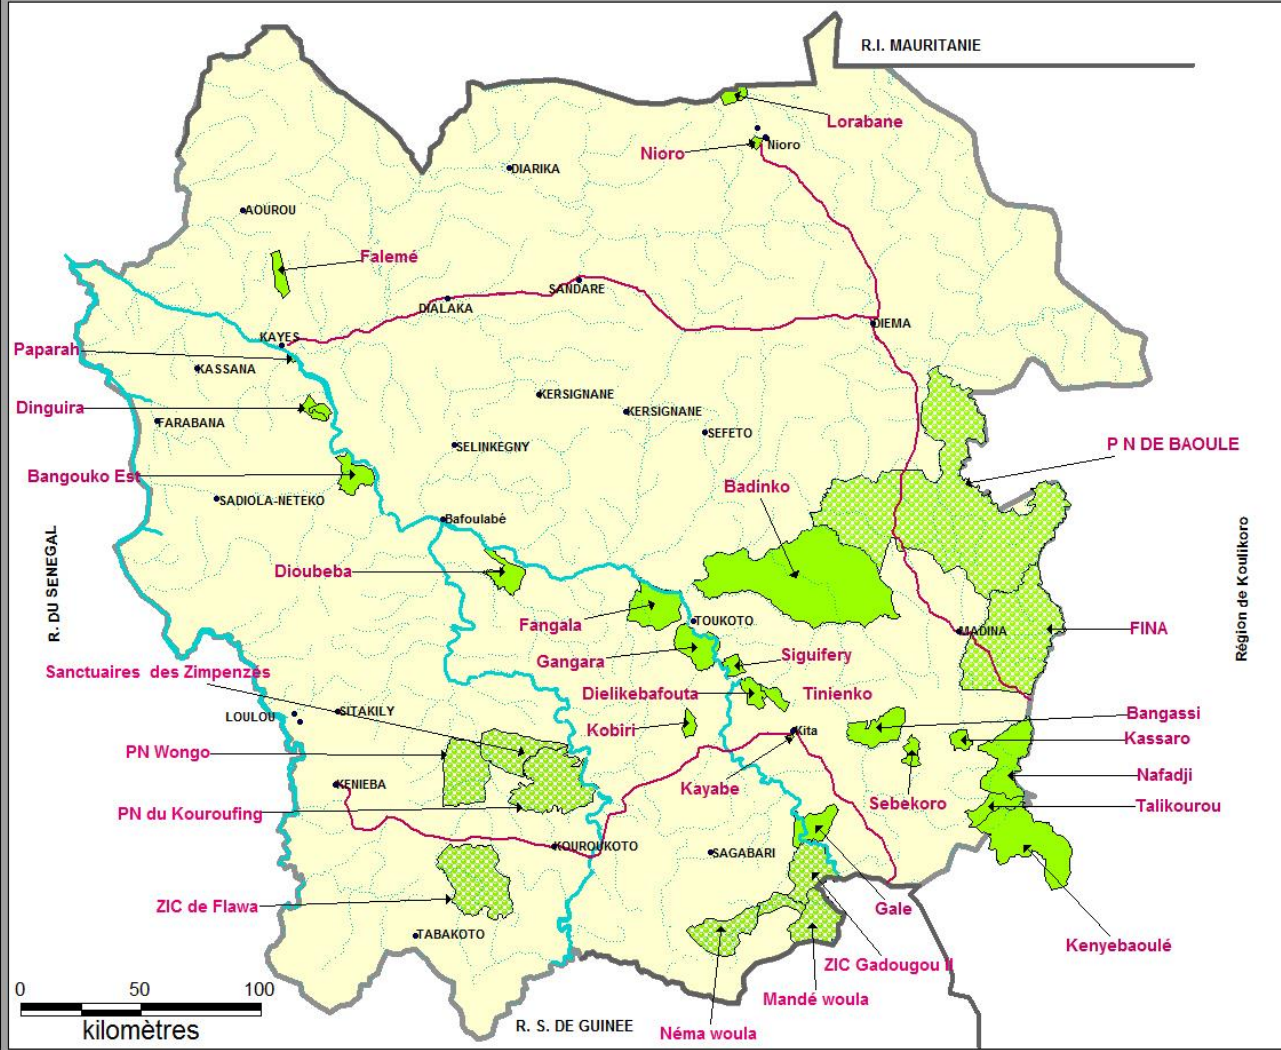 R.I. MAURITANIE
Lorabane
Nioro
Nioro
DIARIKA
AOUROU
Falemé
SANDARE
DIALAKA
DIEMA
KAYES
Paparah
KASSANA
Dinguira
KERSIGNANE
KERSIGNANE
FARABANA
SEFETO
P N DE BAOULE
SELINKEGNY
Bangouko Est
Badinko
SADIOLA-NETEKO
Bafoulabé
R. DU SENEGAL
Région de Koulikoro
Dioubeba
Fangala
TOUKOTO
MADINA
FINA
Gangara
Siguifery
Sanctuaires des Zimpenzés
Dielikebafouta
Tinienko
SITAKILY
LOULOU
Bangassi
Kobiri
Kita
Kassaro
PN Wongo
Nafadji
KENIEBA
Kayabe
Sebekoro
Talikourou
PN du Kouroufing
KOUROUKOTO
SAGABARI
ZIC de Flawa
Gale
TABAKOTO
Kenyebaoulé
ZIC Gadougou II
0 50 100
kilomètres
Mandé woula
R. S. DE GUINEE
Néma woula